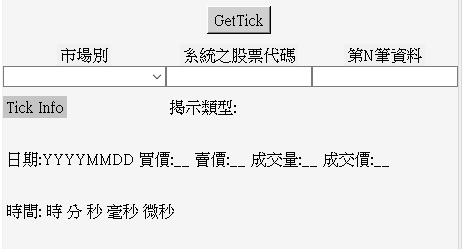 GetTick
市場別 系統之股票代碼 第N筆資料
Tick Info 揭示類型:
日期:YYYYMMDD 買價:__ 賣價:__ 成交量:__ 成交價:__
時間: 時 分 秒 毫秒 微秒